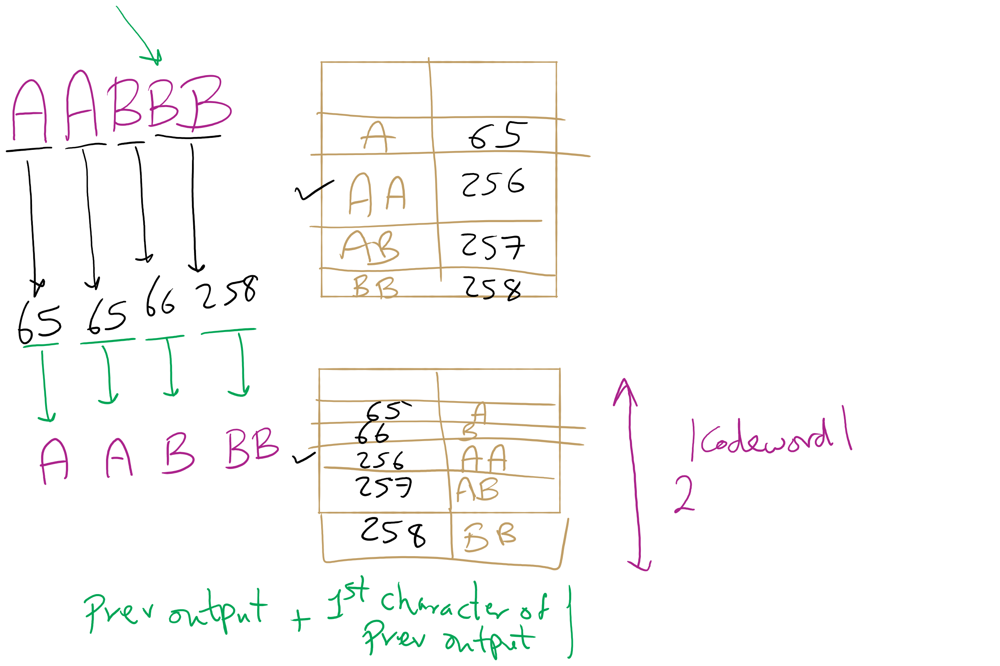 AABBB
A 65
AA 256
AB 257
BB 258
65 65 66 258
65 A
66 B
256 AA
257 AB
258 BB
A A B BB
|codeword|
2
Prev output + 1st character of
Prev output |